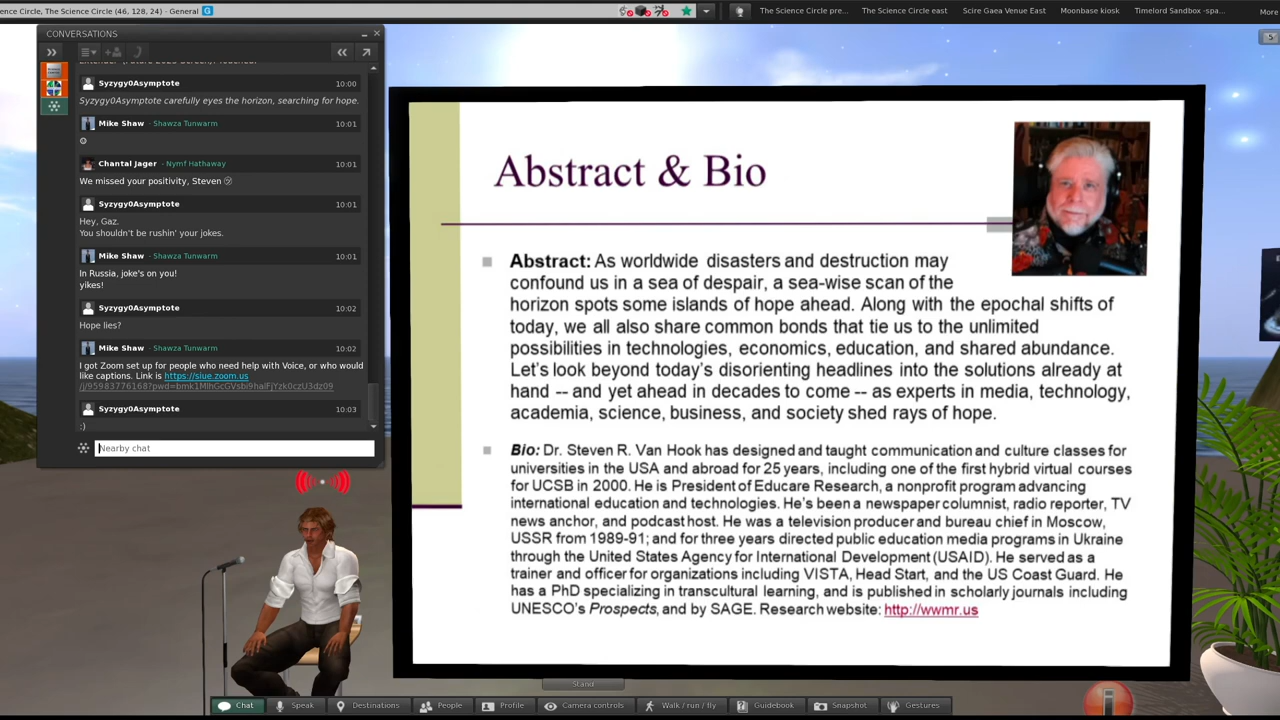 ence Circle, The Science Circle (46, 128, 24) - General
The Science Circle pre...
The Science Circle east
Scire Gaea Venue East
Moonbase kiosk
Timelord Sandbox -spa...
More
CONVERSATIONS
5
Syzygy0Asymptote 10:00
Syzygy0Asymptote carefully eyes the horizon, searching for hope.
Mike Shaw - Shawza Tunwarm 10:01
Chantal Jager - Nymf Hathaway 10:01
We missed your positivity, Steven
Syzygy0Asymptote 10:01
Hey, Gaz.
You shouldn't be rushin' your jokes.
Mike Shaw - Shawza Tunwarm 10:01
In Russia, joke's on you!
yikes!
Syzygy0Asymptote 10:02
Hope lies?
Mike Shaw - Shawza Tunwarm 10:02
I got Zoom set up for people who need help with Voice, or who would
like captions. Link is https://slue.zoom.us
Syzygy0Asymptote 10:03
:)
Nearby chat
Abstract & Bio
Abstract: As worldwide disasters and destruction may
confound us in a sea of despair, a sea-wise scan of the
horizon spots some islands of hope ahead. Along with the epochal shifts of
today, we all also share common bonds that tie us to the unlimited
possibilities in technologies, economics, education, and shared abundance.
Let's look beyond today's disorienting headlines into the solutions already at
hand -- and yet ahead in decades to come -- as experts in media, technology,
academia, science, business, and society shed rays of hope.
Bio: Dr. Steven R. Van Hook has designed and taught communication and culture classes for
universities in the USA and abroad for 25 years, including one of the first hybrid virtual courses
for UCSB in 2000. He is President of Educare Research, a nonprofit program advancing
international education and technologies. He's been a newspaper columnist, radio reporter, TV
news anchor, and podcast host. He was a television producer and bureau chief in Moscow,
USSR from 1989-91; and for three years directed public education media programs in Ukraine
through the United States Agency for International Development (USAID). He served as a
trainer and officer for organizations including VISTA, Head Start, and the US Coast Guard. He
has a PhD specializing in transcultural learning, and is published in scholarly journals including
UNESCO's Prospects, and by SAGE. Research website: http://wwmr.us
Stand
Chat
Speak
Destinations
People
Profile
Camera controls
Walk / run / fly
Guidebook
Snapshot
Gestures